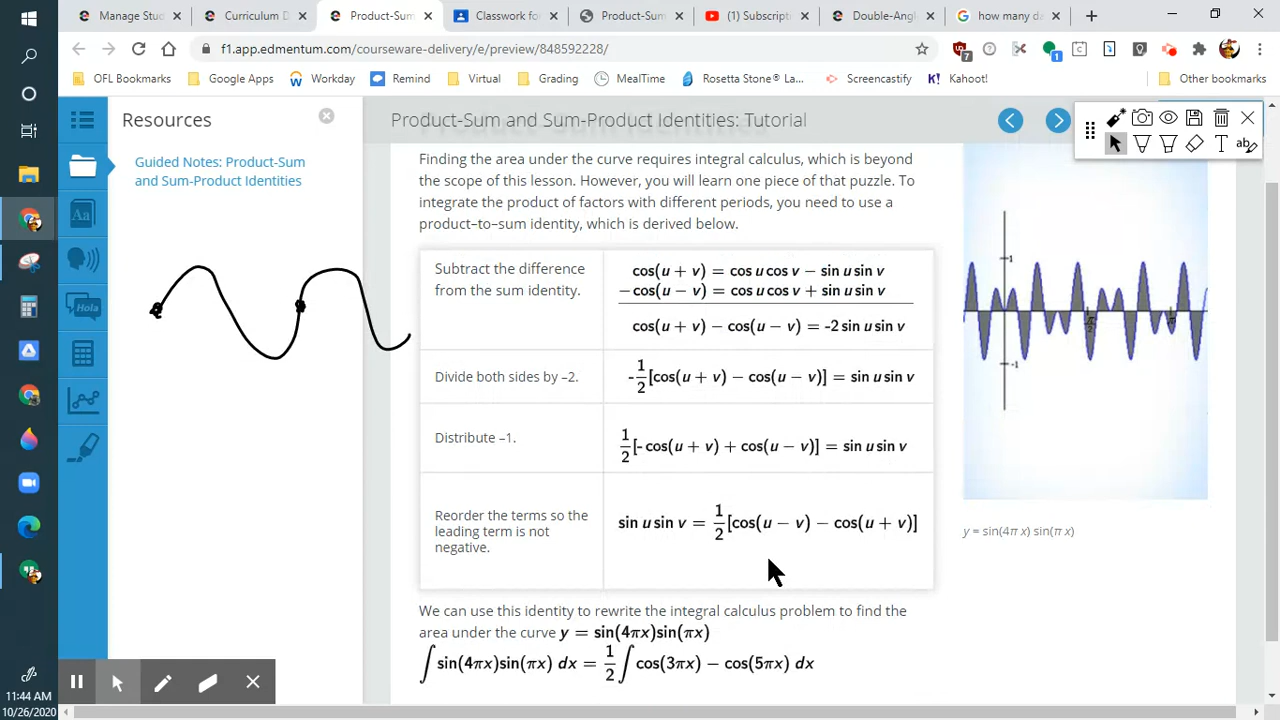 Manage Stud
Curriculum D
Product-Sum
Classwork for
Product-Sum
(1) Subscript
Double-Angl
how many d
f1.app.edmentum.com/courseware-delivery/e/preview/848592228/
7
1
OFL Bookmarks
Google Apps
Workday
Remind
Virtual
Grading
MealTime
Rosetta Stone® La...
Screencastify
Kahoot!
Other bookmarks
Resources
Guided Notes: Product-Sum
and Sum-Product Identities
Aa
Hola
Product-Sum and Sum-Product Identities: Tutorial
T
ab
Finding the area under the curve requires integral calculus, which is beyond
the scope of this lesson. However, you will learn one piece of that puzzle. To
integrate the product of factors with different periods, you need to use a
product–to–sum identity, which is derived below.
Subtract the difference
from the sum identity.
cos(u + v) = cos u cos v − sin u sin v
−cos(u − v) = cos u cos v + sin u sin v
cos(u + v) − cos(u − v) = -2 sin u sin v
Divide both sides by –2.
-1/2[cos(u + v) − cos(u − v)] = sin u sin v
Distribute –1.
1/2[-cos(u + v) + cos(u − v)] = sin u sin v
Reorder the terms so the
leading term is not
negative.
sin u sin v = 1/2[cos(u − v) − cos(u + v)]
1
-1
π/2
π
y = sin(4π x) sin(π x)
We can use this identity to rewrite the integral calculus problem to find the
area under the curve y = sin(4πx)sin(πx)
∫sin(4πx)sin(πx) dx = 1/2∫cos(3πx) − cos(5πx) dx
11:44 AM
10/26/2020